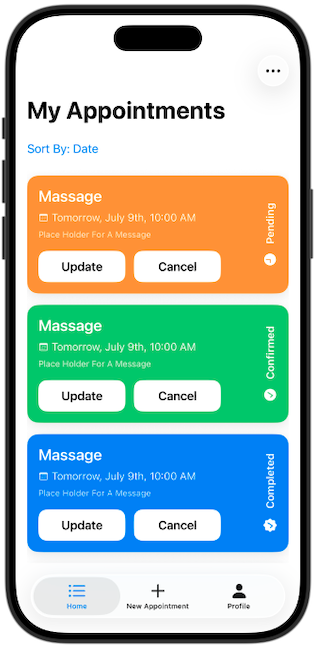 My Appointments
Sort By: Date
Massage
Tomorrow, July 9th, 10:00 AM
Place Holder For A Message
Update Cancel
Pending
Massage
Tomorrow, July 9th, 10:00 AM
Place Holder For A Message
Update Cancel
Confirmed
Massage
Tomorrow, July 9th, 10:00 AM
Place Holder For A Message
Update Cancel
Completed
Home New Appointment Profile